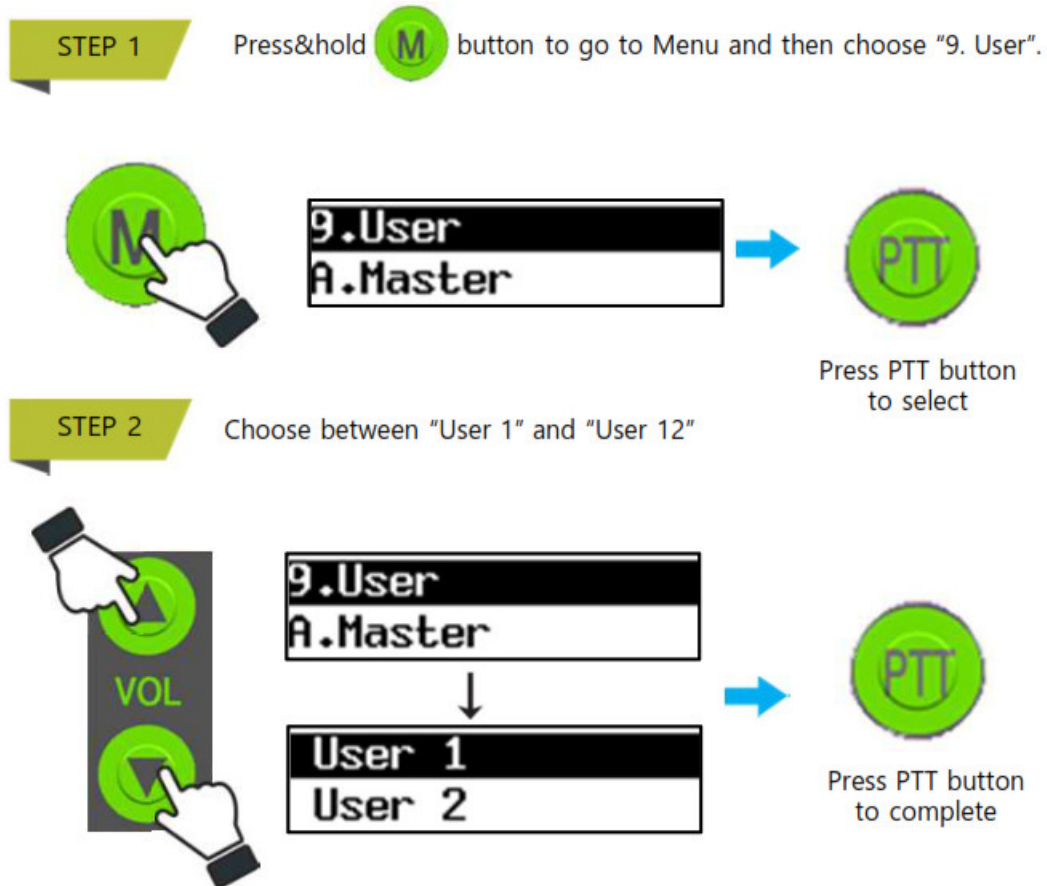 STEP 1
Press&hold M button to go to Menu and then choose “9. User”.
M
9.User
A.Master
PTT
Press PTT button
to select
STEP 2
Choose between “User 1” and “User 12”
VOL
9.User
A.Master
User 1
User 2
PTT
Press PTT button
to complete